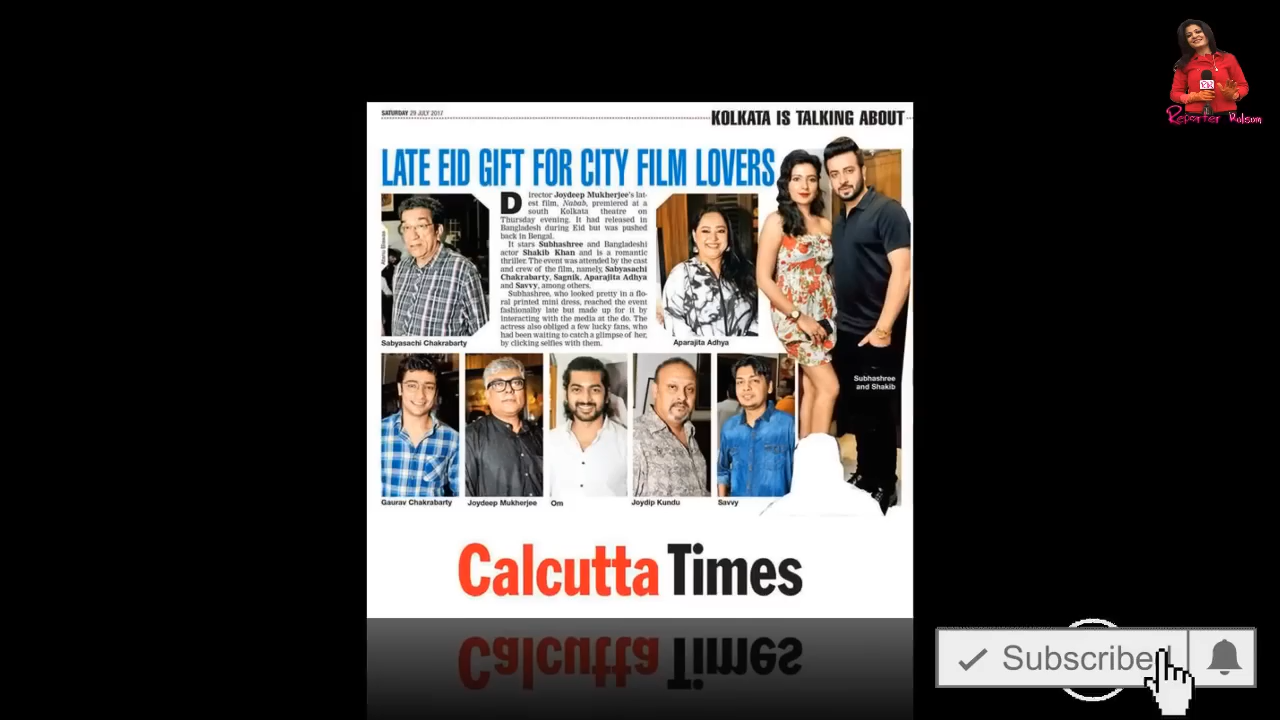 SATURDAY 29 JULY 2017
KOLKATA IS TALKING ABOUT
LATE EID GIFT FOR CITY FILM LOVERS
Director Joydeep Mukherjee's lat-
est film, Nabab, premiered at a
south Kolkata theatre on
Thursday evening. It had released in
Bangladesh during Eid but was pushed
back in Bengal.
It stars Subhashree and Bangladeshi
actor Shakib Khan and is a romantic
thriller. The event was attended by the cast
and crew of the film, namely, Sabyasachi
Chakrabarty, Sagnik, Aparajita Adhya
and Savvy, among others.
Subhashree, who looked pretty in a flo-
ral printed mini dress, reached the event
fashionalby late but made up for it by
interacting with the media at the do. The
actress also obliged a few lucky fans, who
had been waiting to catch a glimpse of her,
by clicking selfies with them.
Sabyasachi Chakrabarty
Aparajita Adhya
Subhashree
and Shakib
Gaurav Chakrabarty
Joydeep Mukherjee
Om
Joydip Kundu
Savvy
Calcutta Times
Calcutta Times
Reporter Kolsom
Subscribed